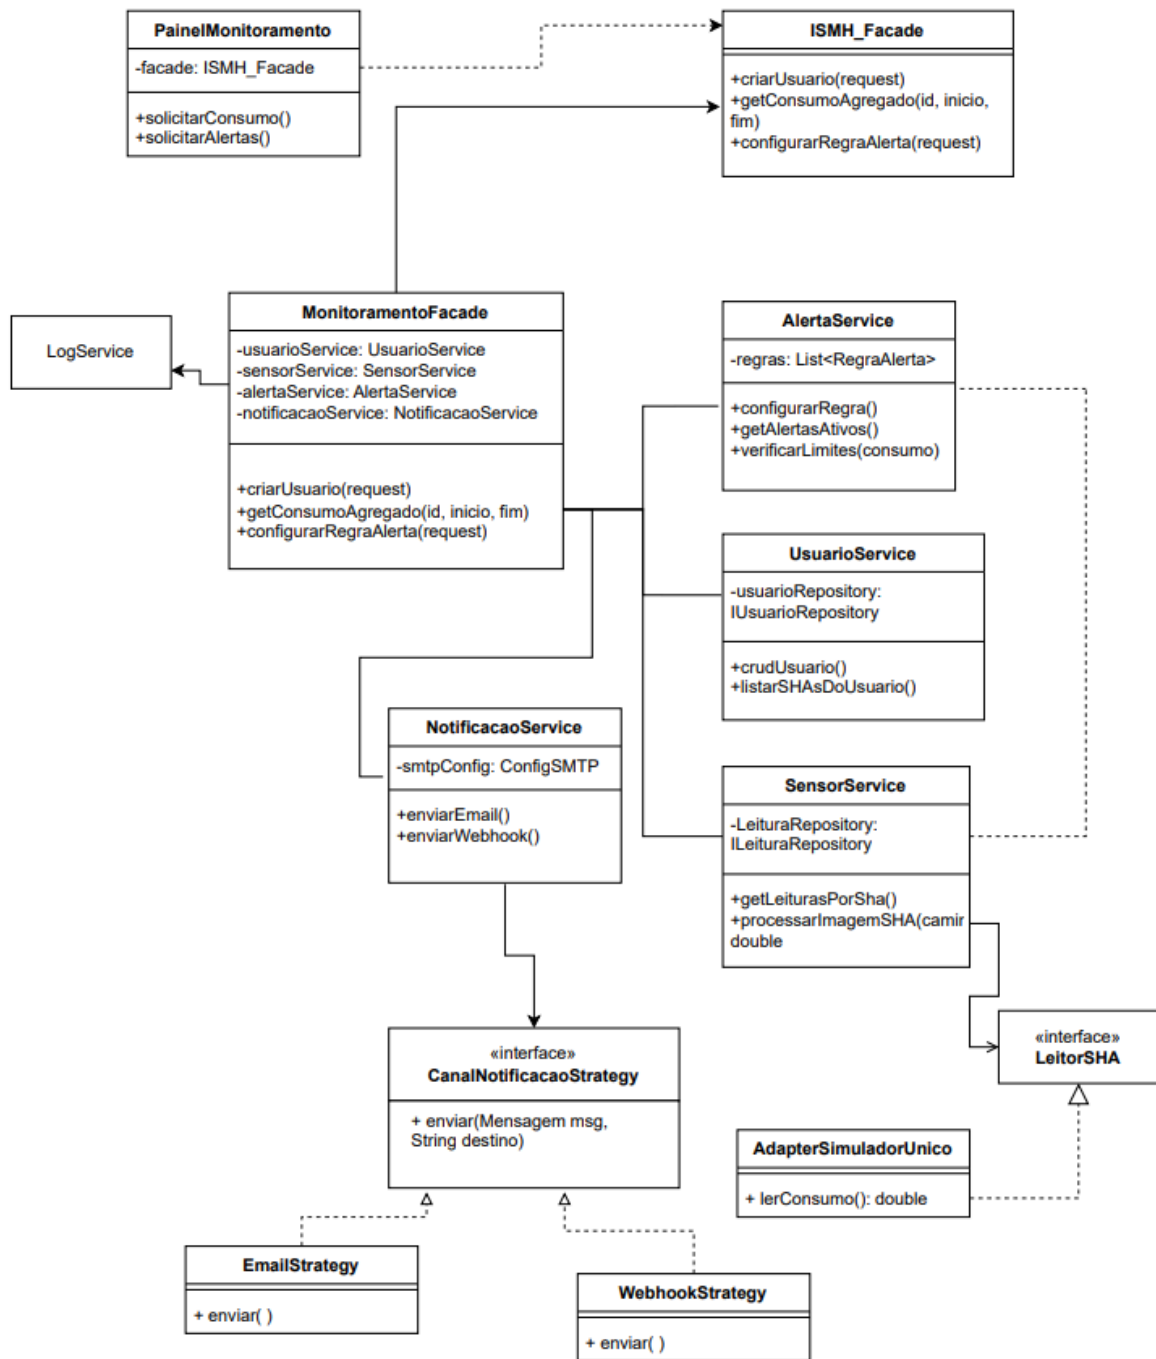 PainelMonitoramento
-facade: ISMH_Facade
+solicitarConsumo()
+solicitarAlertas()
ISMH_Facade
+criarUsuario(request)
+getConsumoAgregado(id, inicio,
fim)
+configurarRegraAlerta(request)
LogService
MonitoramentoFacade
-usuarioService: UsuarioService
-sensorService: SensorService
-alertaService: AlertaService
-notificacaoService: NotificacaoService
+criarUsuario(request)
+getConsumoAgregado(id, inicio, fim)
+configurarRegraAlerta(request)
AlertaService
-regras: List<RegraAlerta>
+configurarRegra()
+getAlertasAtivos()
+verificarLimites(consumo)
UsuarioService
-usuarioRepository:
IUsuarioRepository
+crudUsuario()
+listarSHAsDoUsuario()
NotificacaoService
-smtpConfig: ConfigSMTP
+enviarEmail()
+enviarWebhook()
SensorService
-LeituraRepository:
ILeituraRepository
+getLeiturasPorSha()
+processarImagemSHA(camir
double
«interface»
CanalNotificacaoStrategy
+ enviar(Mensagem msg,
String destino)
«interface»
LeitorSHA
AdapterSimuladorUnico
+ lerConsumo(): double
EmailStrategy
+ enviar( )
WebhookStrategy
+ enviar( )